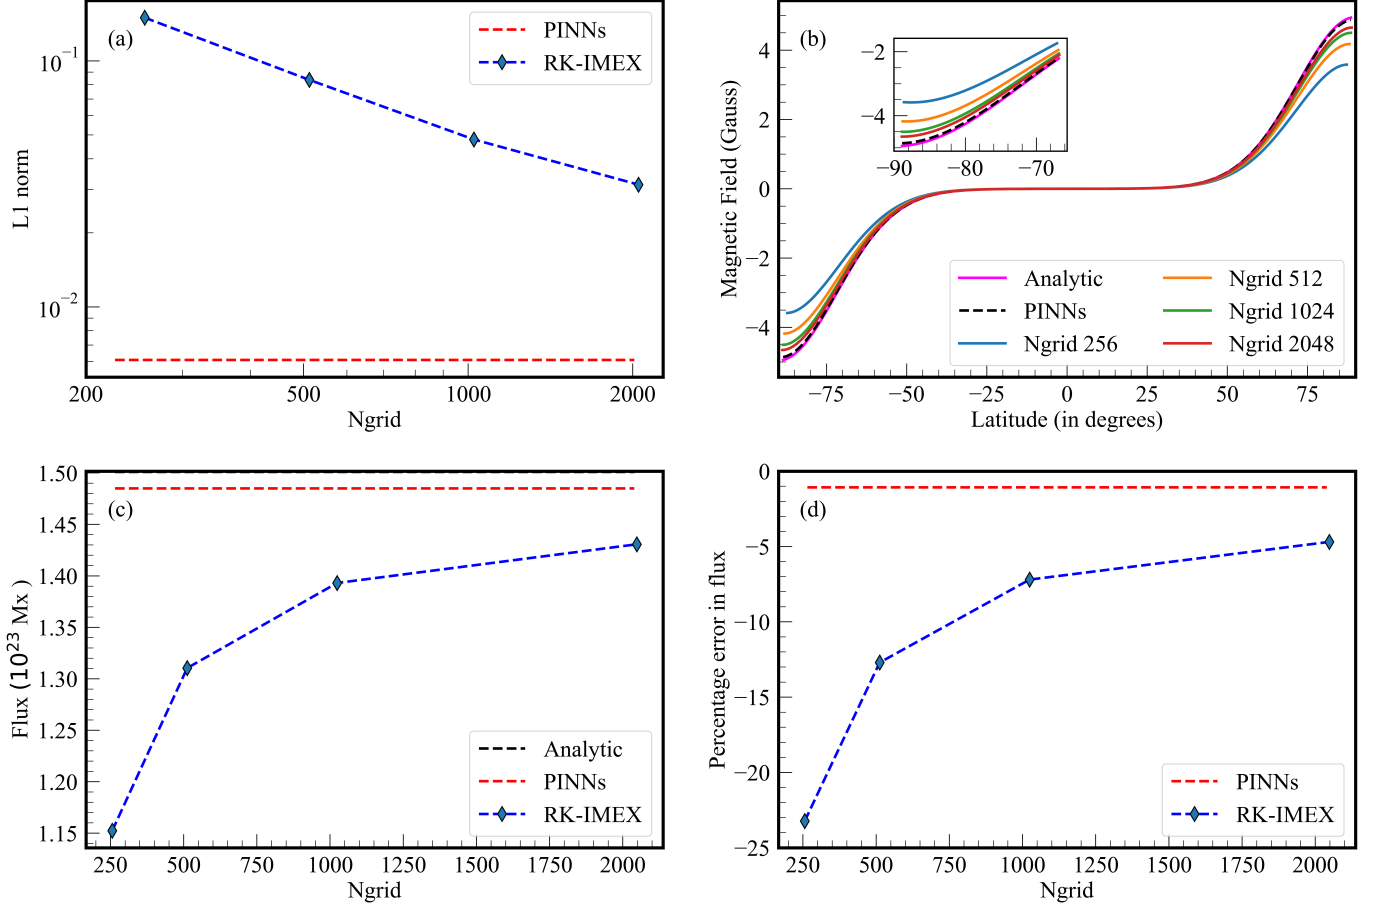 (a)
PINNs
RK-IMEX
10⁻¹
10⁻²
L1 norm
200
500
1000
2000
Ngrid
(b)
4
2
0
−2
−4
Magnetic Field (Gauss)
−2
−4
−90
−80
−70
Analytic
PINNs
Ngrid 256
Ngrid 512
Ngrid 1024
Ngrid 2048
−75
−50
−25
0
25
50
75
Latitude (in degrees)
(c)
1.50
1.45
1.40
1.35
1.30
1.25
1.20
1.15
Flux (10²³ Mx )
Analytic
PINNs
RK-IMEX
250
500
750
1000
1250
1500
1750
2000
Ngrid
(d)
0
−5
−10
−15
−20
−25
Percentage error in flux
PINNs
RK-IMEX
250
500
750
1000
1250
1500
1750
2000
Ngrid